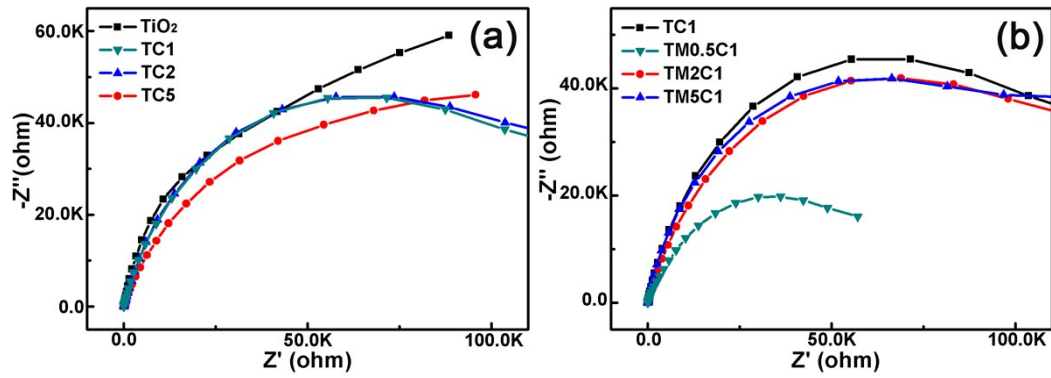 (a)
TiO₂
TC1
TC2
TC5
60.0K
40.0K
20.0K
0.0
-Z''(ohm)
0.0 50.0K 100.0K
Z' (ohm)
(b)
TC1
TM0.5C1
TM2C1
TM5C1
40.0K
20.0K
0.0
-Z'' (ohm)
0.0 50.0K 100.0K
Z' (ohm)